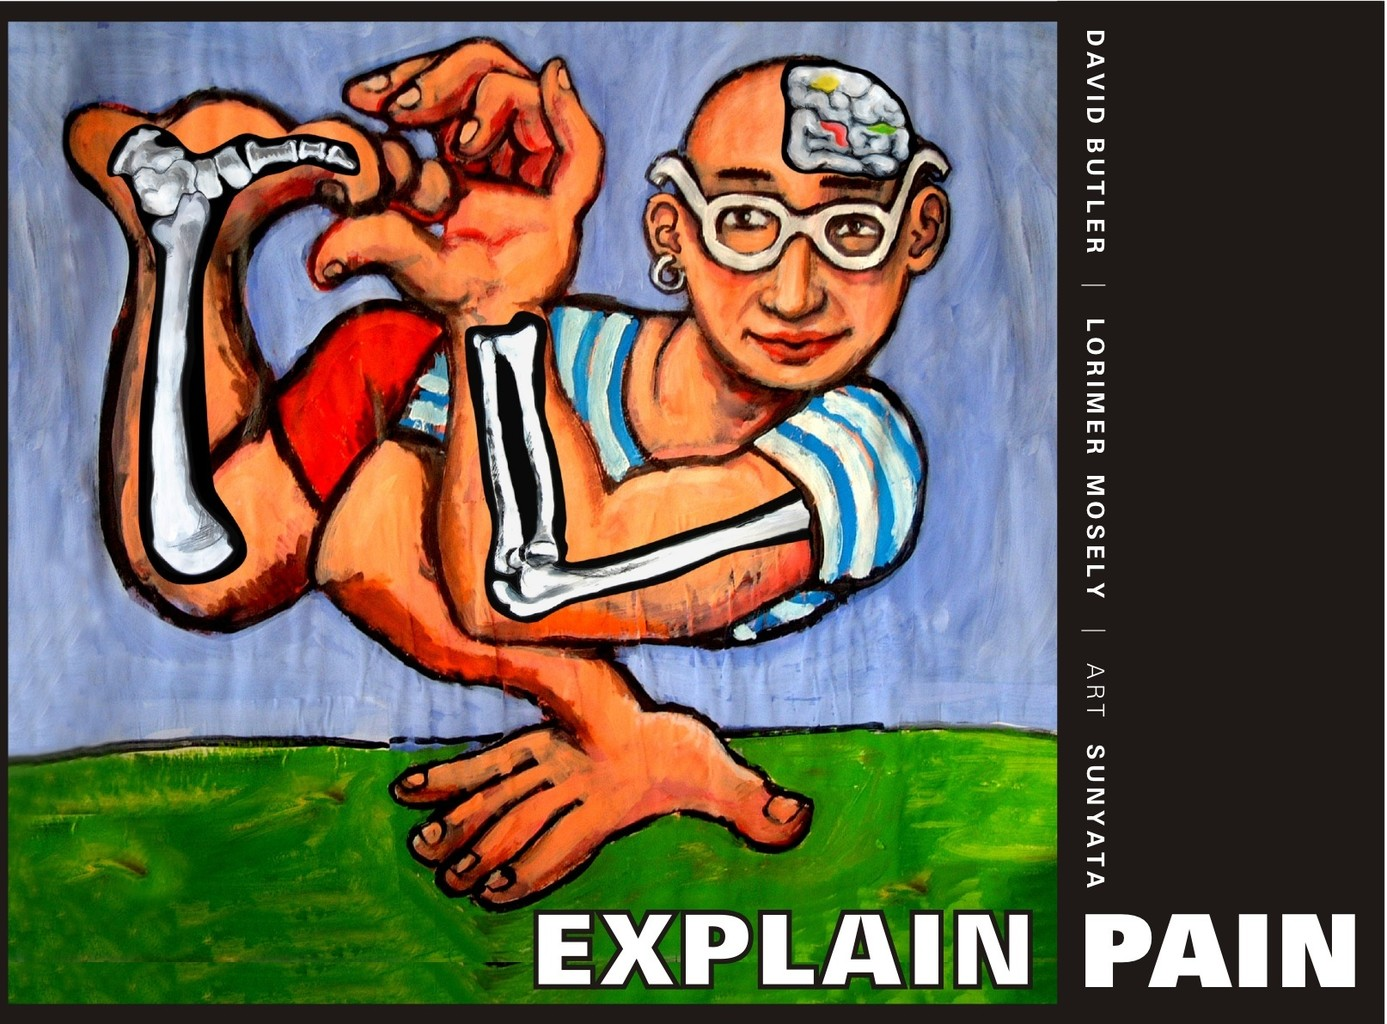 DAVID BUTLER | LORIMER MOSELY | ART SUNYATA
EXPLAIN PAIN